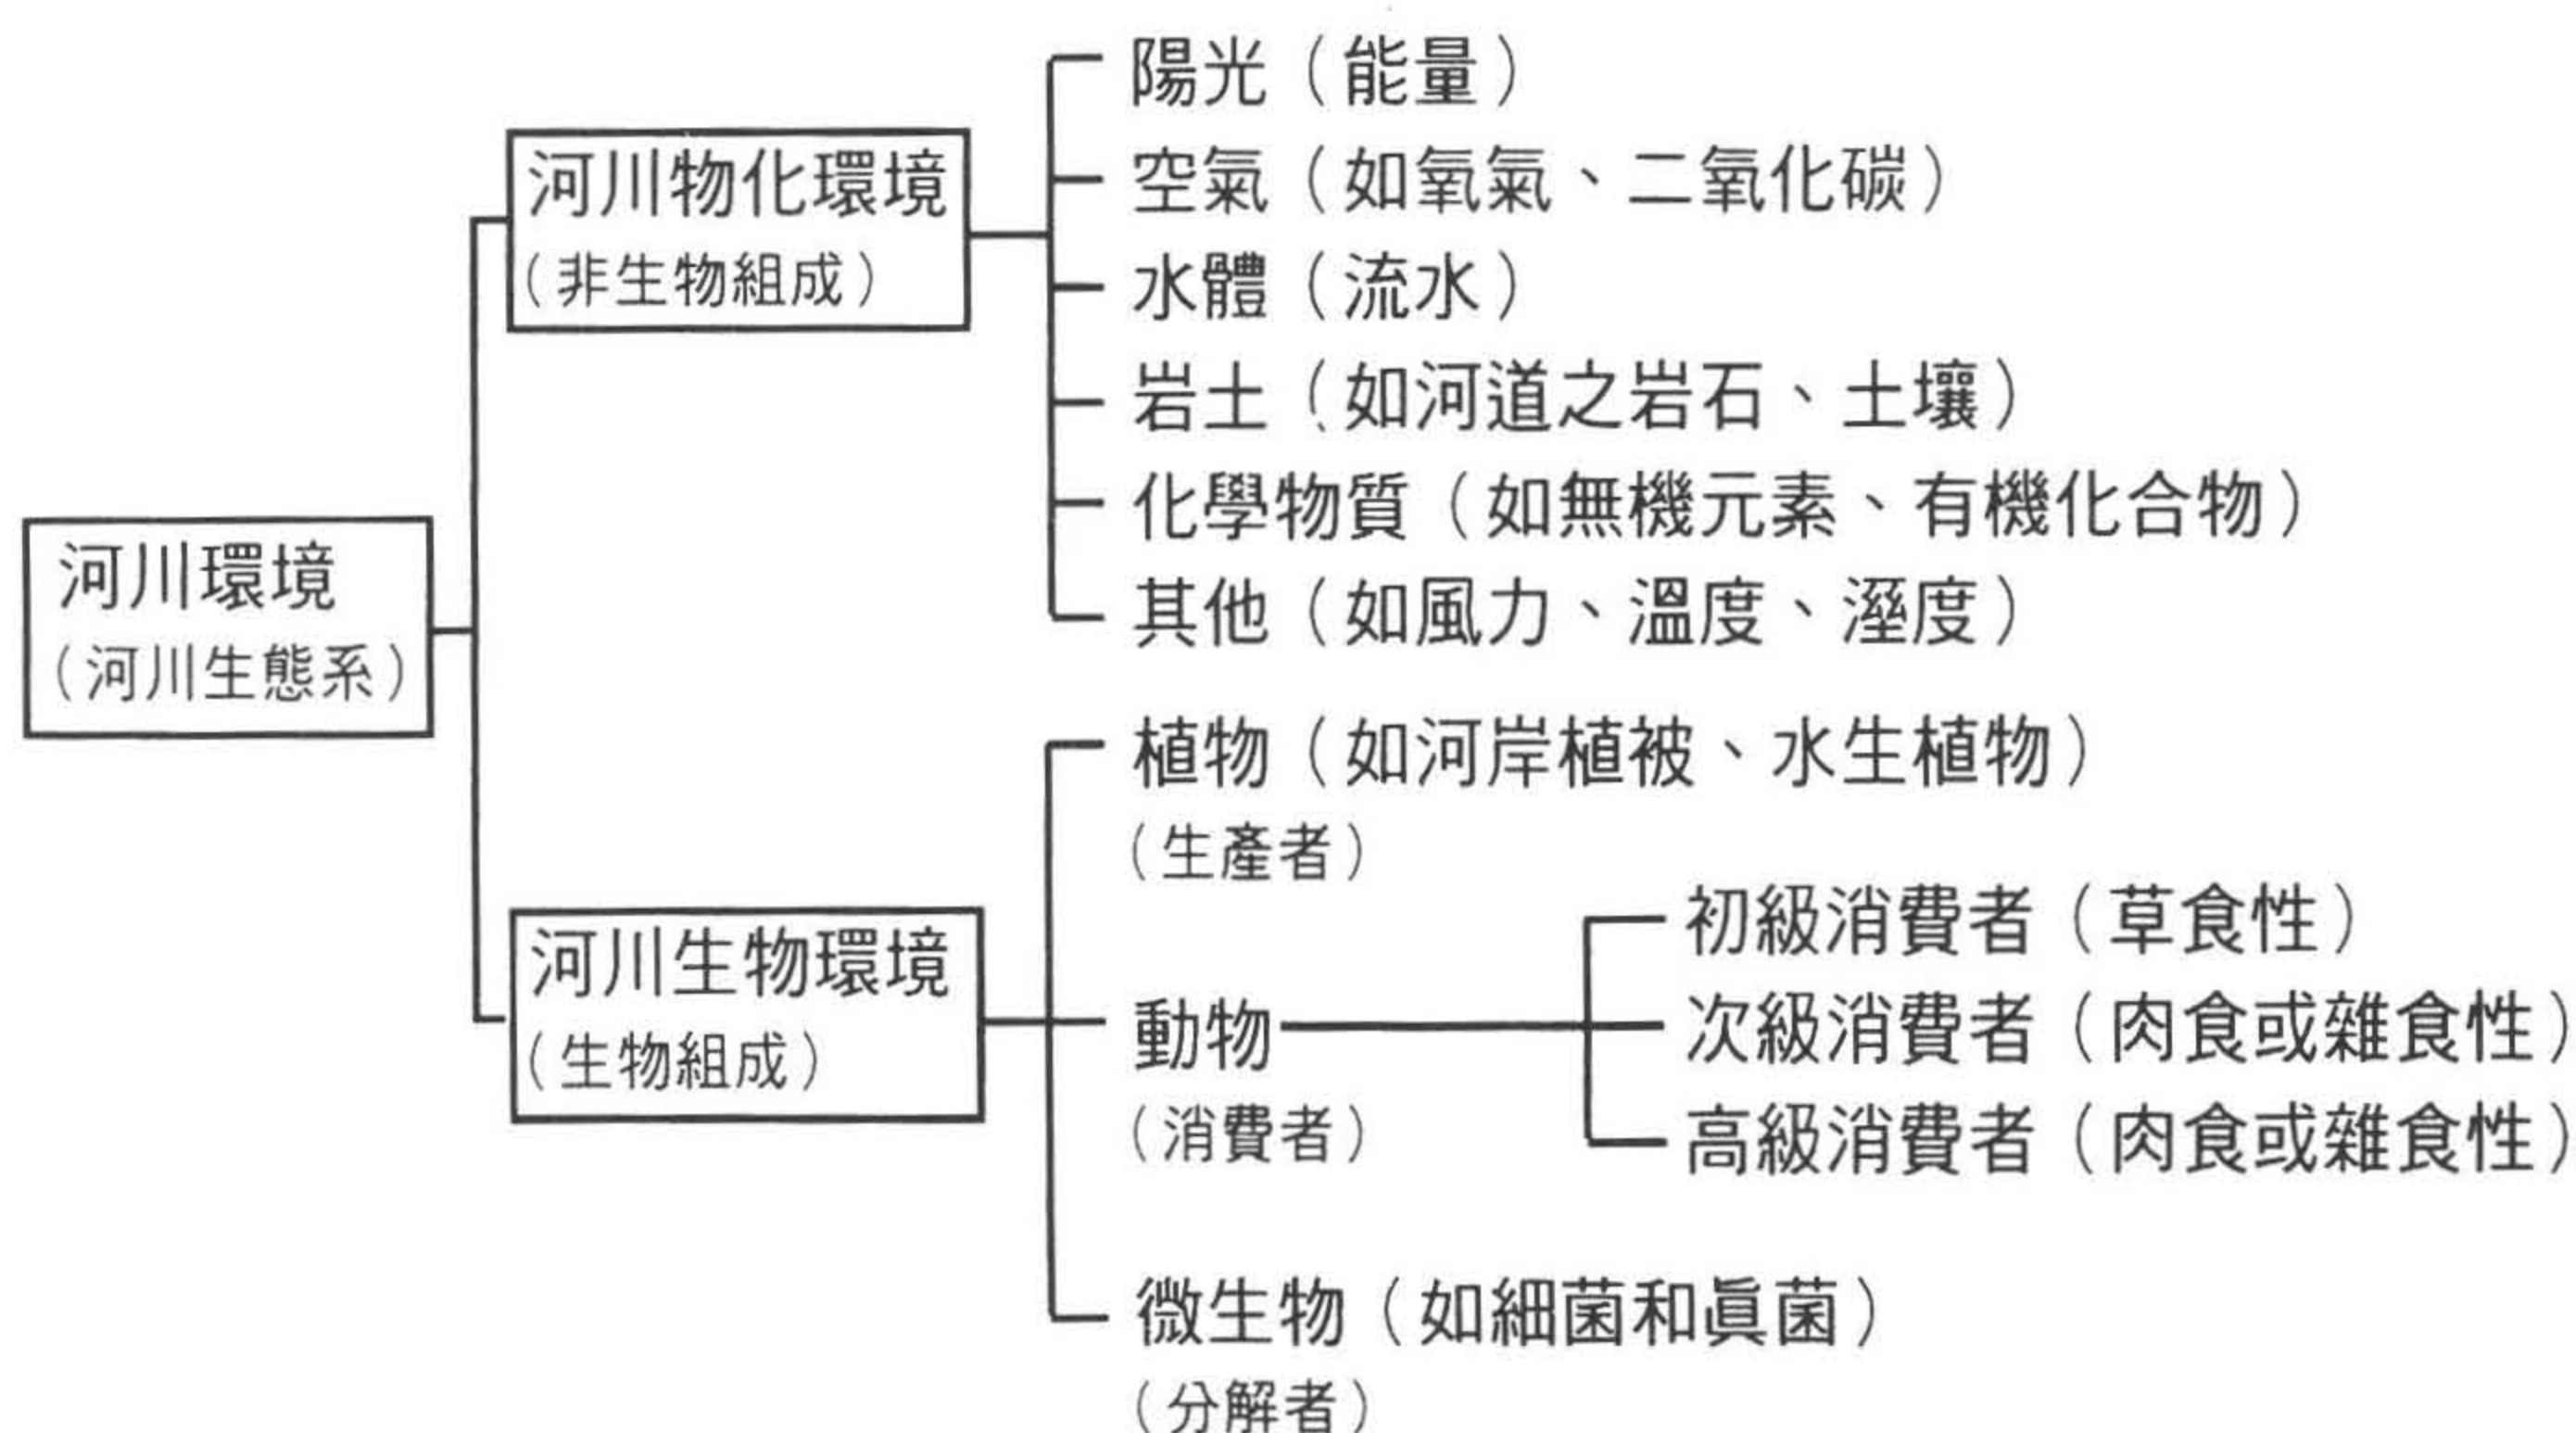 河川環境
（河川生態系）
河川物化環境
（非生物組成）
陽光（能量）
空氣（如氧氣、二氧化碳）
水體（流水）
岩土（如河道之岩石、土壤）
化學物質（如無機元素、有機化合物）
其他（如風力、溫度、溼度）
河川生物環境
（生物組成）
植物（如河岸植被、水生植物）
（生產者）
動物
（消費者）
初級消費者（草食性）
次級消費者（肉食或雜食性）
高級消費者（肉食或雜食性）
微生物（如細菌和眞菌）
（分解者）